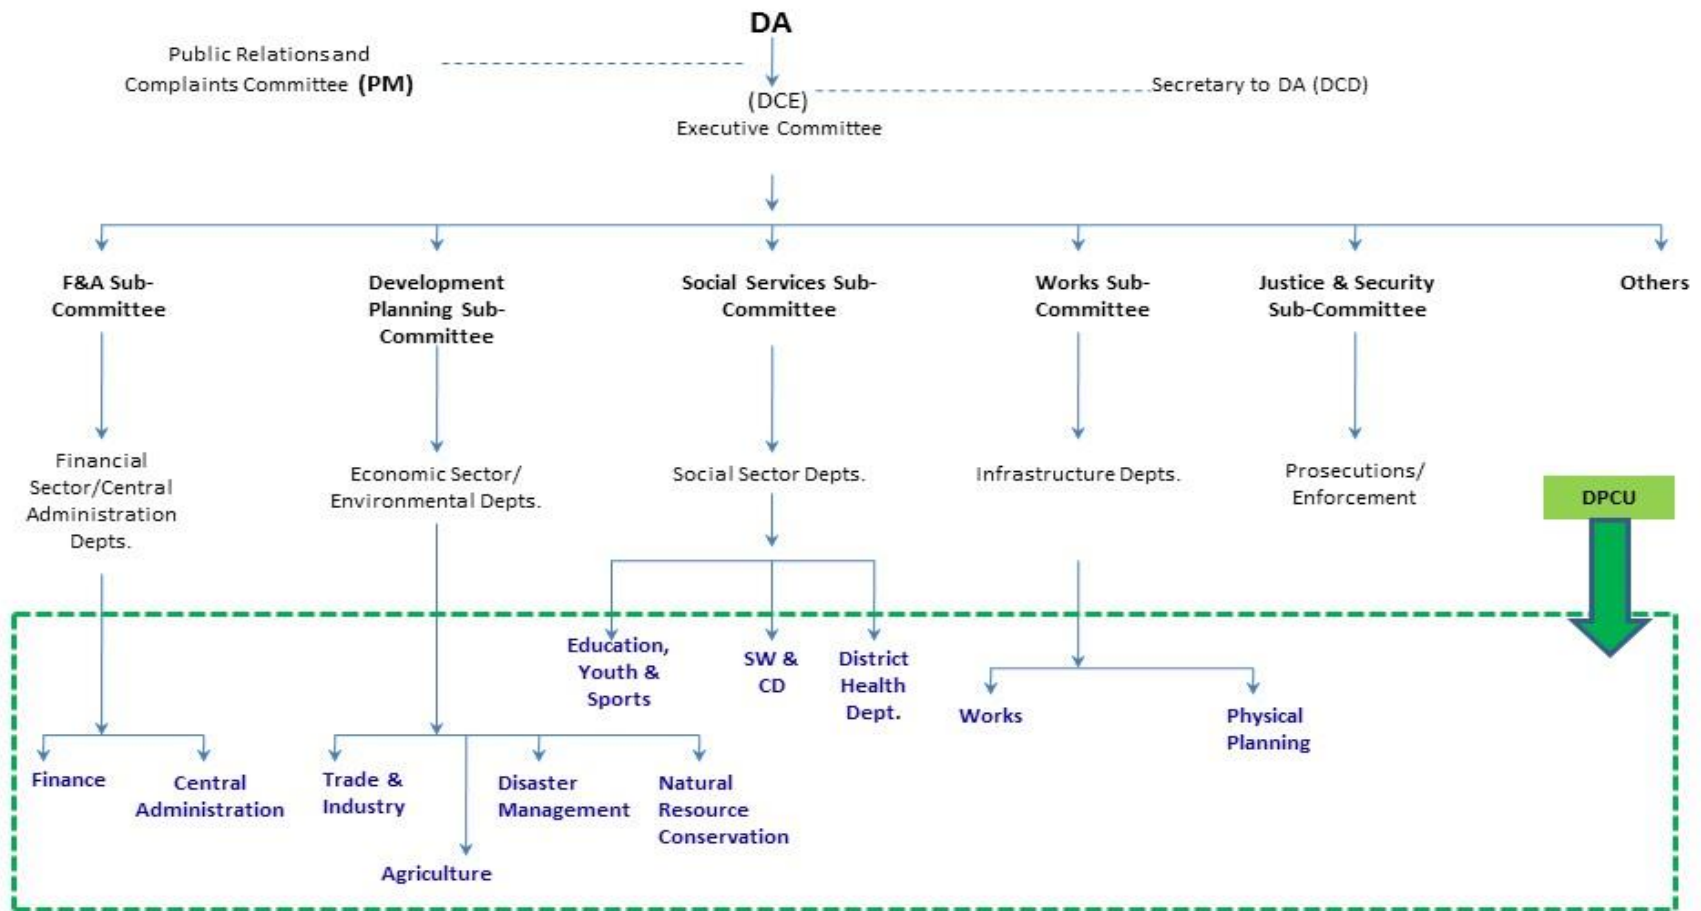 DA
Public Relations and
Complaints Committee (PM)
Secretary to DA (DCD)
(DCE)
Executive Committee
F&A Sub-
Committee
Development
Planning Sub-
Committee
Social Services Sub-
Committee
Works Sub-
Committee
Justice & Security
Sub-Committee
Others
Financial
Sector/Central
Administration
Depts.
Economic Sector/
Environmental Depts.
Social Sector Depts.
Infrastructure Depts.
Prosecutions/
Enforcement
DPCU
Education,
Youth &
Sports
SW &
CD
District
Health
Dept.
Works
Physical
Planning
Finance
Central
Administration
Trade &
Industry
Disaster
Management
Natural
Resource
Conservation
Agriculture